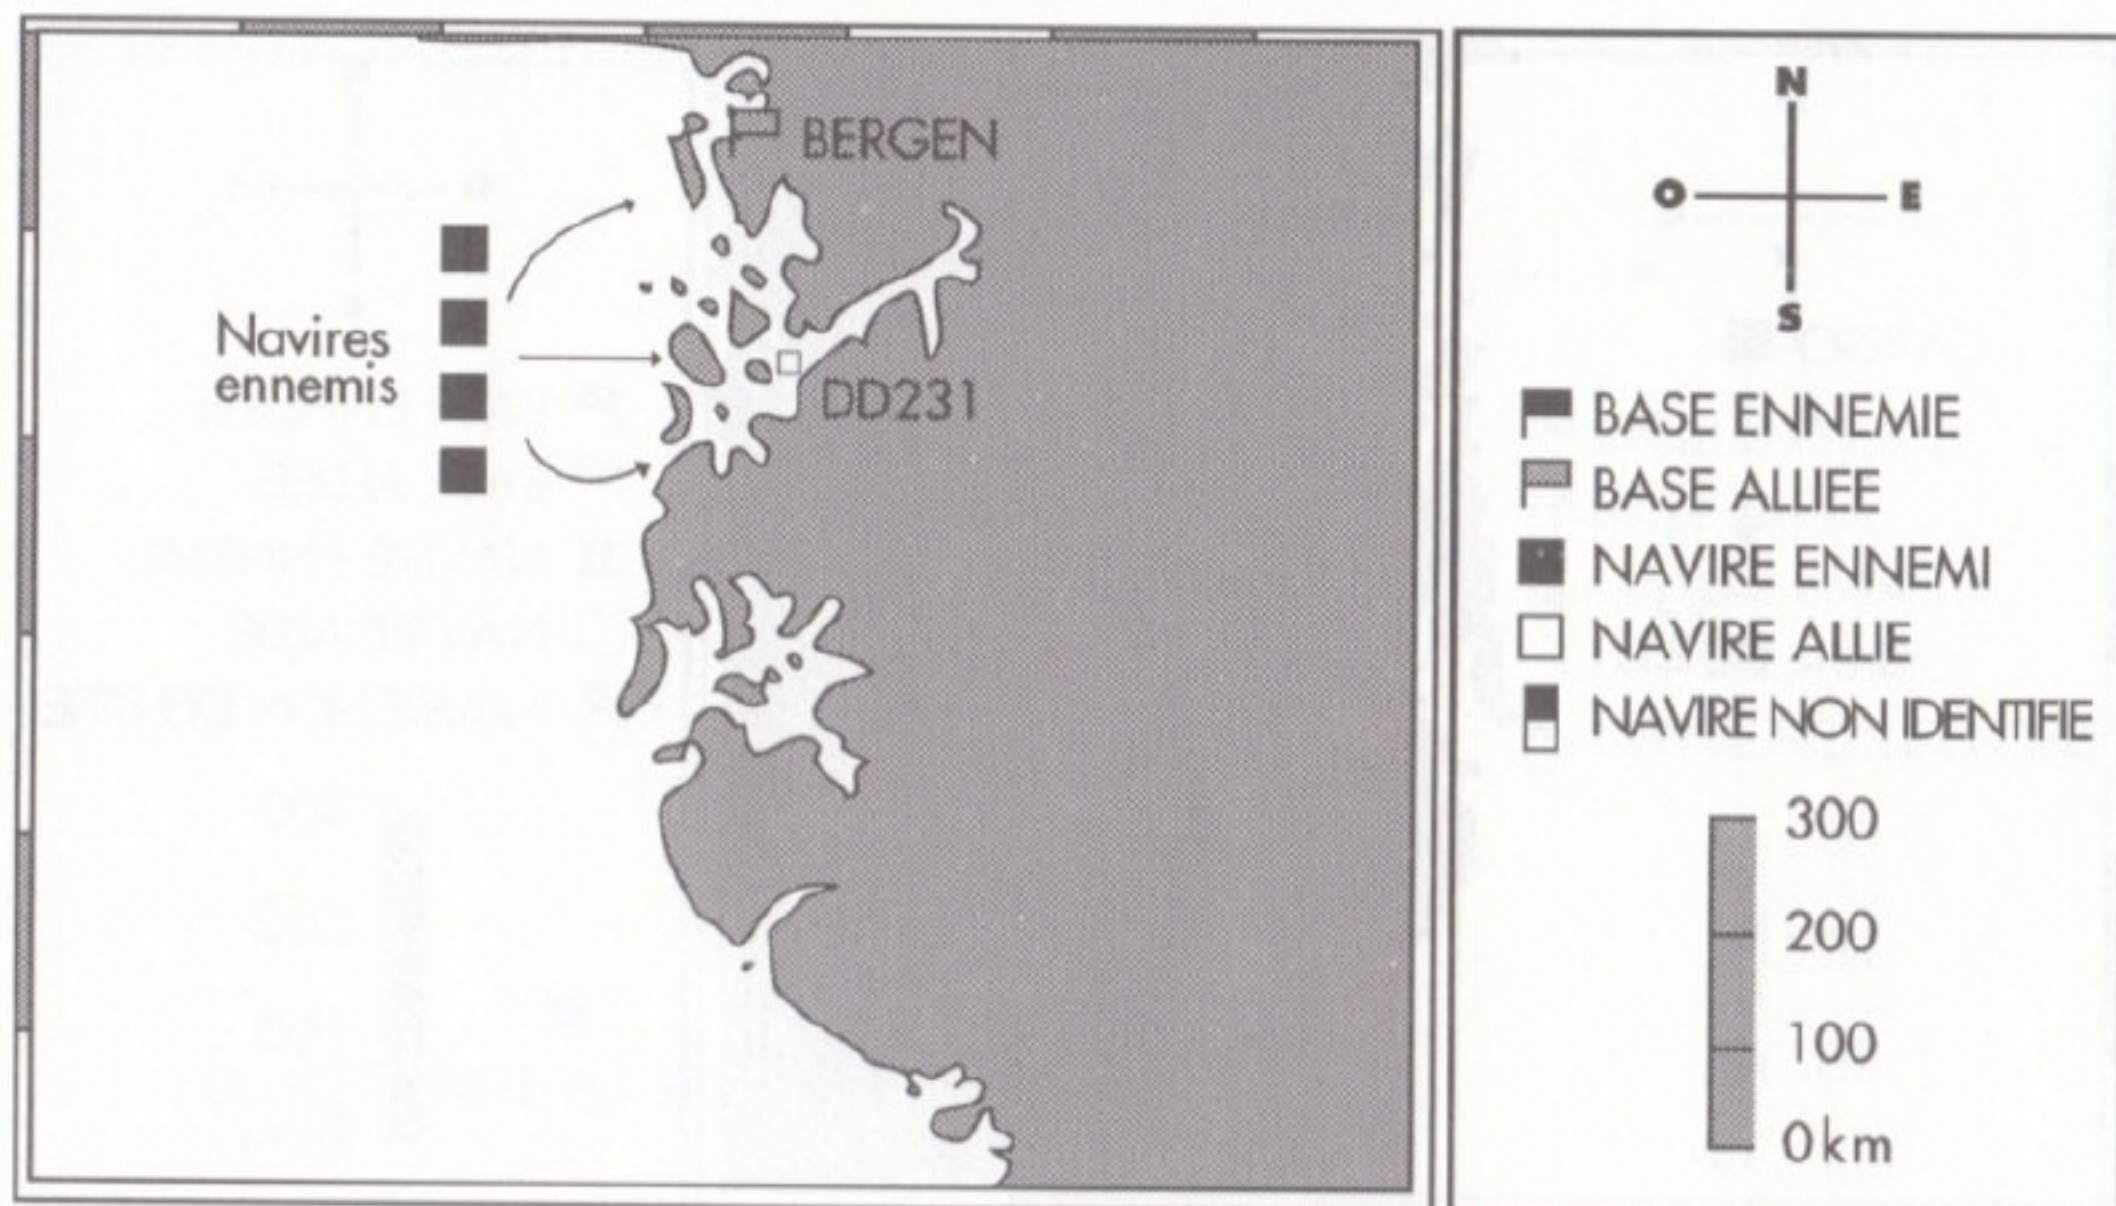 BERGEN
Navires
ennemis
DD231
N
O
E
S
BASE ENNEMIE
BASE ALLIEE
NAVIRE ENNEMI
NAVIRE ALLIE
NAVIRE NON IDENTIFIE
300
200
100
0km